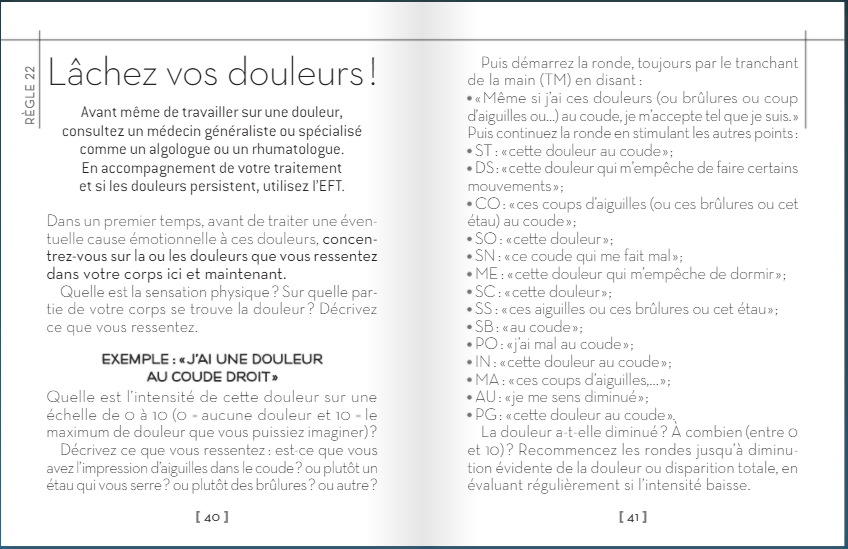 RÈGLE 22
Lâchez vos douleurs !
Avant même de travailler sur une douleur,
consultez un médecin généraliste ou spécialisé
comme un algologue ou un rhumatologue.
En accompagnement de votre traitement
et si les douleurs persistent, utilisez l’EFT.
Dans un premier temps, avant de traiter une éven-
tuelle cause émotionnelle à ces douleurs, concen-
trez-vous sur la ou les douleurs que vous ressentez
dans votre corps ici et maintenant.
Quelle est la sensation physique ? Sur quelle par-
tie de votre corps se trouve la douleur ? Décrivez
ce que vous ressentez.
EXEMPLE : « J’AI UNE DOULEUR
AU COUDE DROIT »
Quelle est l’intensité de cette douleur sur une
échelle de 0 à 10 (0 = aucune douleur et 10 = le
maximum de douleur que vous puissiez imaginer) ?
Décrivez ce que vous ressentez : est-ce que vous
avez l’impression d’aiguilles dans le coude ? ou plutôt un
étau qui vous serre ? ou plutôt des brûlures ? ou autre ?
[ 40 ]
Puis démarrez la ronde, toujours par le tranchant
de la main (TM) en disant :
• « Même si j’ai ces douleurs (ou brûlures ou coup
d’aiguilles ou…) au coude, je m’accepte tel que je suis. »
Puis continuez la ronde en stimulant les autres points :
• ST : « cette douleur au coude » ;
• DS : « cette douleur qui m’empêche de faire certains
mouvements » ;
• CO : « ces coups d’aiguilles (ou ces brûlures ou cet
étau) au coude » ;
• SO : « cette douleur » ;
• SN : « ce coude qui me fait mal » ;
• ME : « cette douleur qui m’empêche de dormir » ;
• SC : « cette douleur » ;
• SS : « ces aiguilles ou ces brûlures ou cet étau » ;
• SB : « au coude » ;
• PO : « j’ai mal au coude » ;
• IN : « cette douleur au coude » ;
• MA : « ces coups d’aiguilles,… » ;
• AU : « je me sens diminué » ;
• PG : « cette douleur au coude ».
La douleur a-t-elle diminué ? À combien (entre 0
et 10) ? Recommencez les rondes jusqu’à diminu-
tion évidente de la douleur ou disparition totale, en
évaluant régulièrement si l’intensité baisse.
[ 41 ]